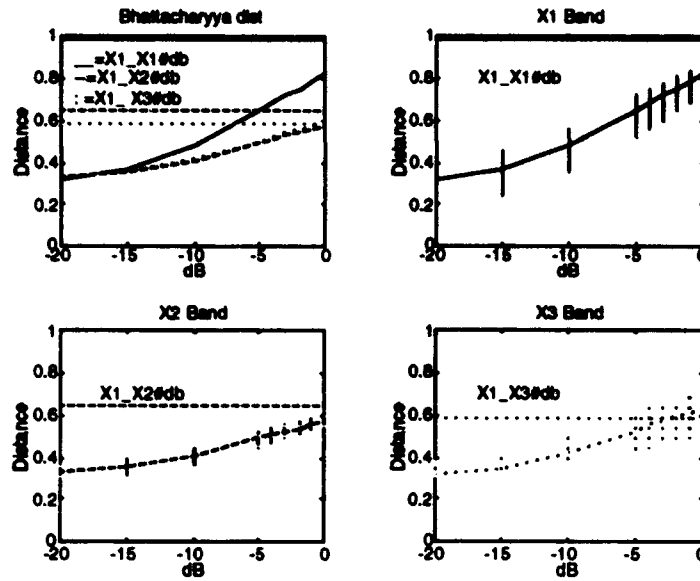 Bhattacharyya dist
1
__=X1_X1#db
0.8
--=X1_X2#db
: =X1_ X3#db
0.6
Distance
0.4
0.2
0
-20 -15 -10 -5 0
dB
X1 Band
1
X1_X1#db
0.8
0.6
Distance
0.4
0.2
0
-20 -15 -10 -5 0
dB
X2 Band
1
0.8
X1_X2#db
0.6
Distance
0.4
0.2
0
-20 -15 -10 -5 0
dB
X3 Band
1
0.8
X1_X3#db
0.6
Distance
0.4
0.2
0
-20 -15 -10 -5 0
dB